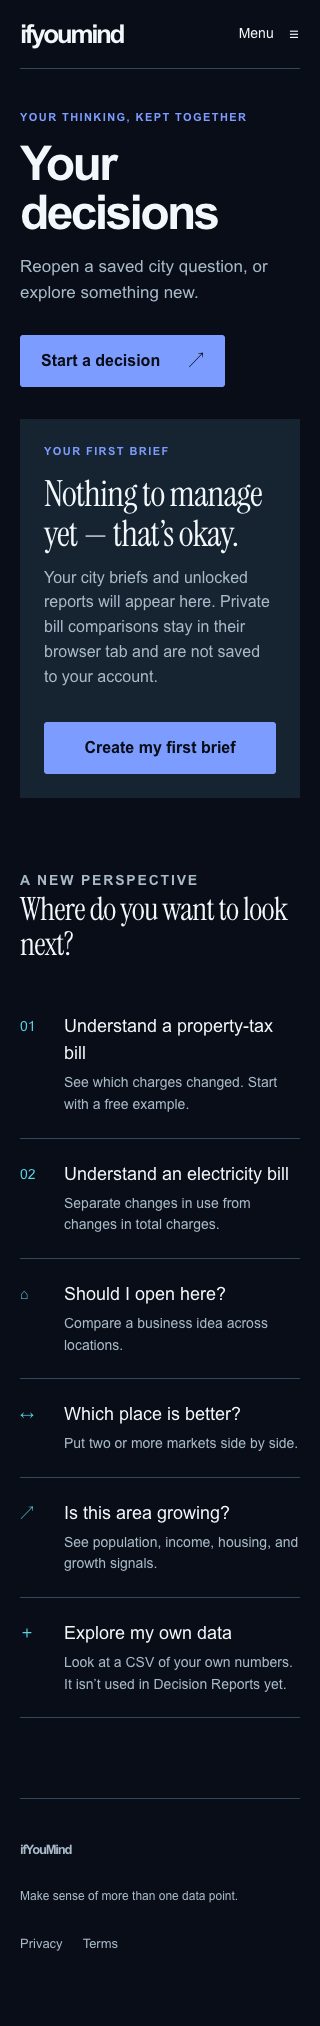 ifyoumind
Menu ≡
YOUR THINKING, KEPT TOGETHER
Your
decisions
Reopen a saved city question, or
explore something new.
Start a decision ↗
YOUR FIRST BRIEF
Nothing to manage
yet — that’s okay.
Your city briefs and unlocked
reports will appear here. Private
bill comparisons stay in their
browser tab and are not saved
to your account.
Create my first brief
A NEW PERSPECTIVE
Where do you want to look
next?
01 Understand a property-tax
bill
See which charges changed. Start
with a free example.
02 Understand an electricity bill
Separate changes in use from
changes in total charges.
⌂ Should I open here?
Compare a business idea across
locations.
↔ Which place is better?
Put two or more markets side by side.
↗ Is this area growing?
See population, income, housing, and
growth signals.
+ Explore my own data
Look at a CSV of your own numbers.
It isn’t used in Decision Reports yet.
ifYouMind
Make sense of more than one data point.
Privacy Terms